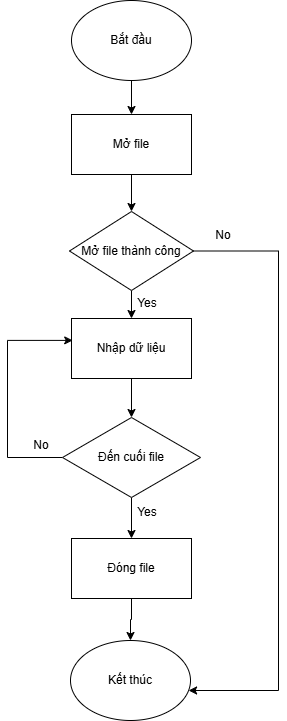 Bắt đầu
Mở file
Mở file thành công
No
Yes
Nhập dữ liệu
No
Đến cuối file
Yes
Đóng file
Kết thúc